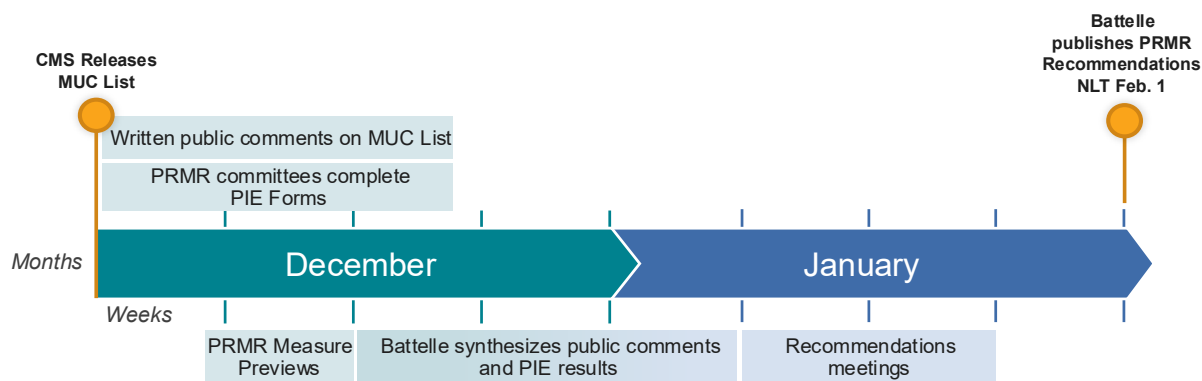 CMS Releases
MUC List
Battelle
publishes PRMR
Recommendations
NLT Feb. 1
Written public comments on MUC List
PRMR committees complete
PIE Forms
Months
December
January
Weeks
PRMR Measure
Previews
Battelle synthesizes public comments
and PIE results
Recommendations
meetings